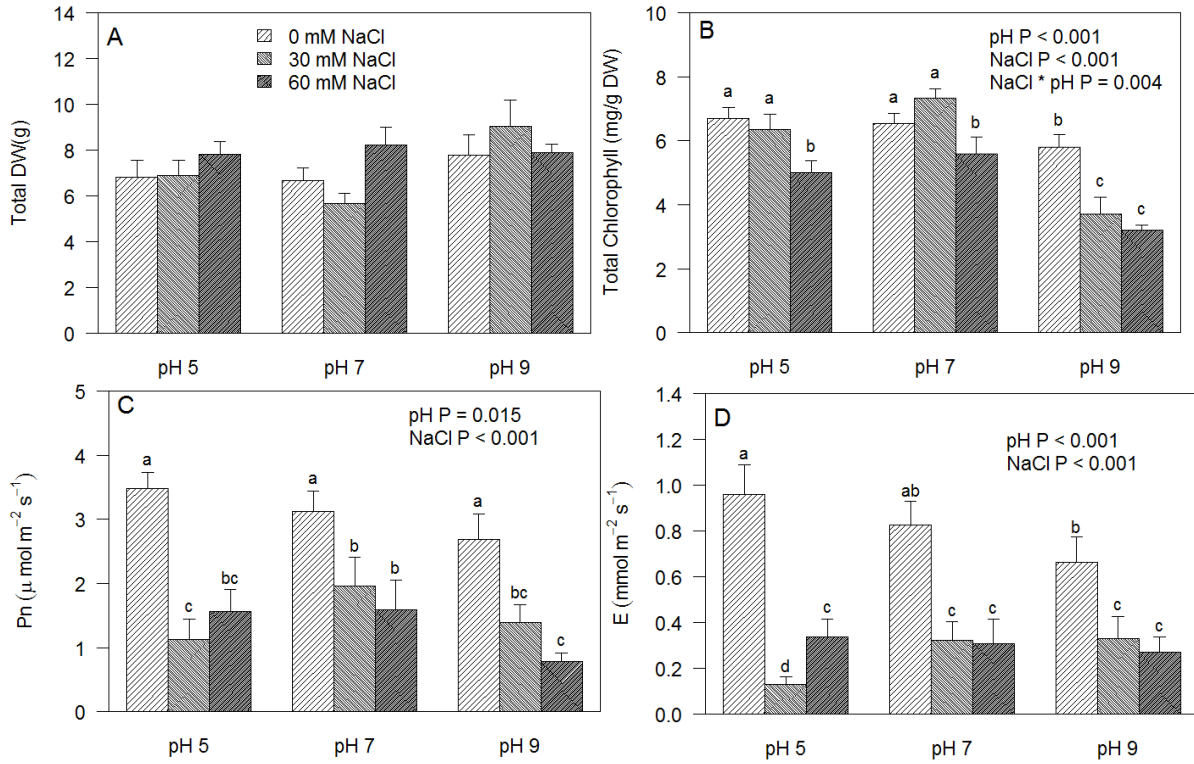 A
0 mM NaCl
30 mM NaCl
60 mM NaCl
Total DW(g)
14
12
10
8
6
4
2
0
pH 5
pH 7
pH 9
B
pH P < 0.001
NaCl P < 0.001
NaCl * pH P = 0.004
Total Chlorophyll (mg/g DW)
10
8
6
4
2
0
a
a
b
a
a
b
b
c
c
pH 5
pH 7
pH 9
C
pH P = 0.015
NaCl P < 0.001
Pn (μ mol m⁻² s⁻¹)
5
4
3
2
1
0
a
c
bc
a
b
b
a
bc
c
pH 5
pH 7
pH 9
D
pH P < 0.001
NaCl P < 0.001
E (mmol m⁻² s⁻¹)
1.4
1.2
1.0
0.8
0.6
0.4
0.2
0.0
a
d
c
ab
c
c
b
c
c
pH 5
pH 7
pH 9